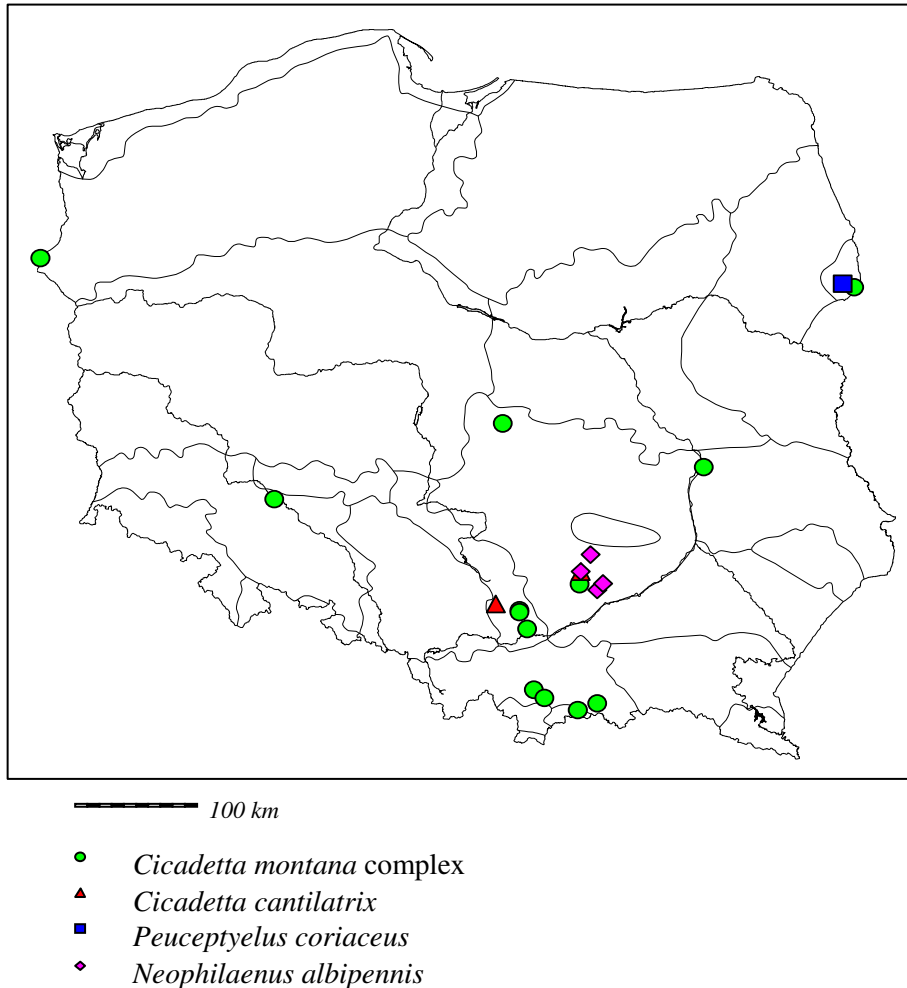 100 km
Cicadetta montana complex
Cicadetta cantilatrix
Peuceptyelus coriaceus
Neophilaenus albipennis